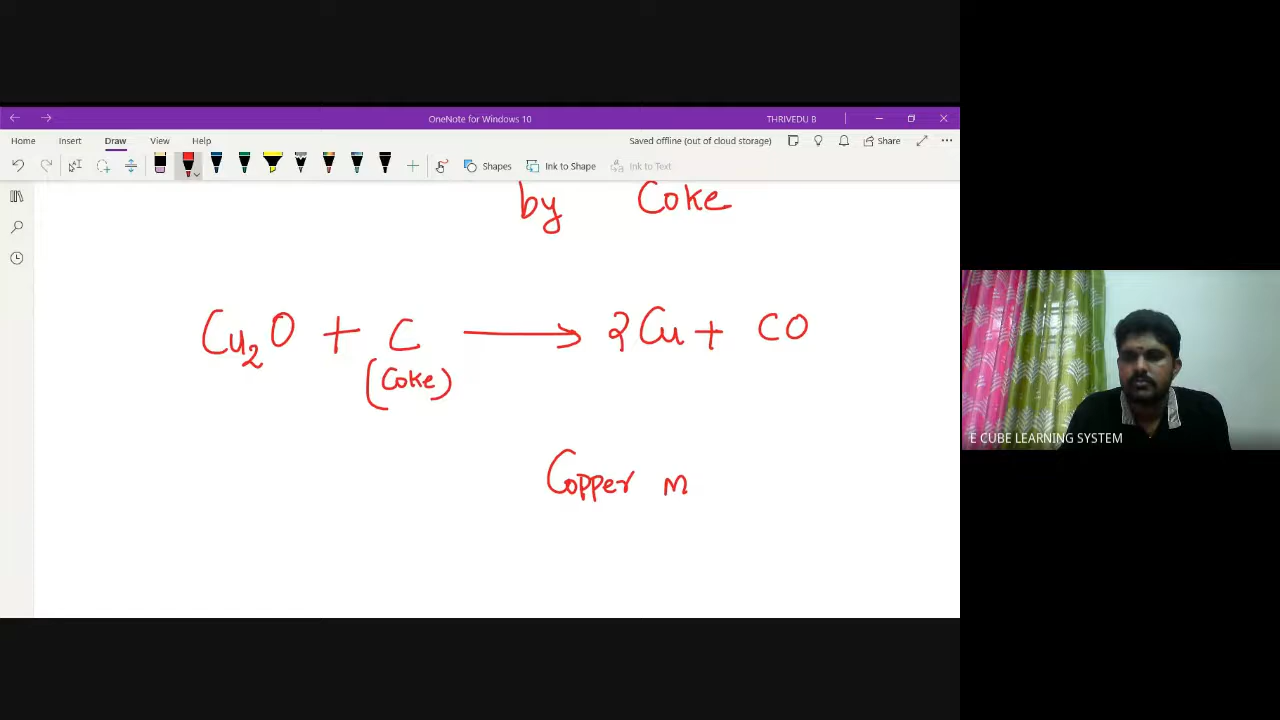 OneNote for Windows 10
THRIVEDU B
Home Insert Draw View Help
Saved offline (out of cloud storage)
Share
Shapes
Ink to Shape
Ink to Text
by Coke
Cu₂O + C → 2Cu + CO
(Coke)
Copper m
E CUBE LEARNING SYSTEM